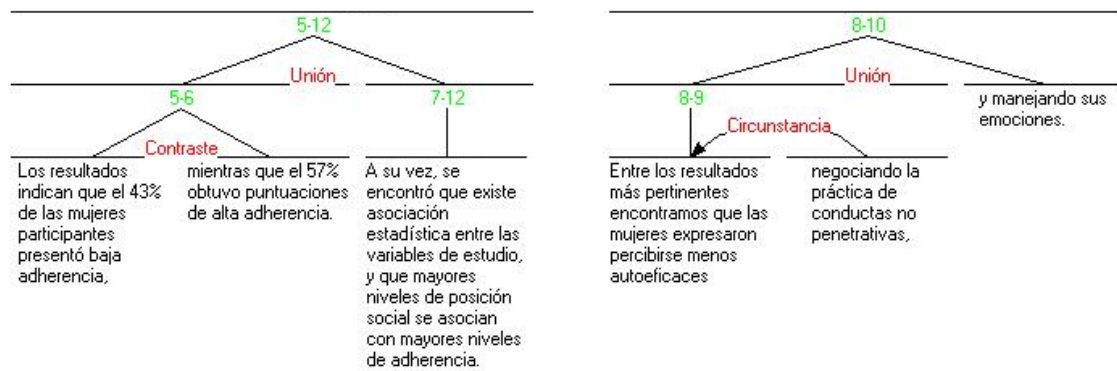 5-12
Unión
5-6
7-12
Contraste
Los resultados
indican que el 43%
de las mujeres
participantes
presentó baja
adherencia,
mientras que el 57%
obtuvo puntuaciones
de alta adherencia.
A su vez, se
encontró que existe
asociación
estadística entre las
variables de estudio,
y que mayores
niveles de posición
social se asocian
con mayores niveles
de adherencia.
8-10
Unión
8-9
Circunstancia
Entre los resultados
más pertinentes
encontramos que las
mujeres expresaron
percibirse menos
autoeficaces
negociando la
práctica de
conductas no
penetrativas,
y manejando sus
emociones.